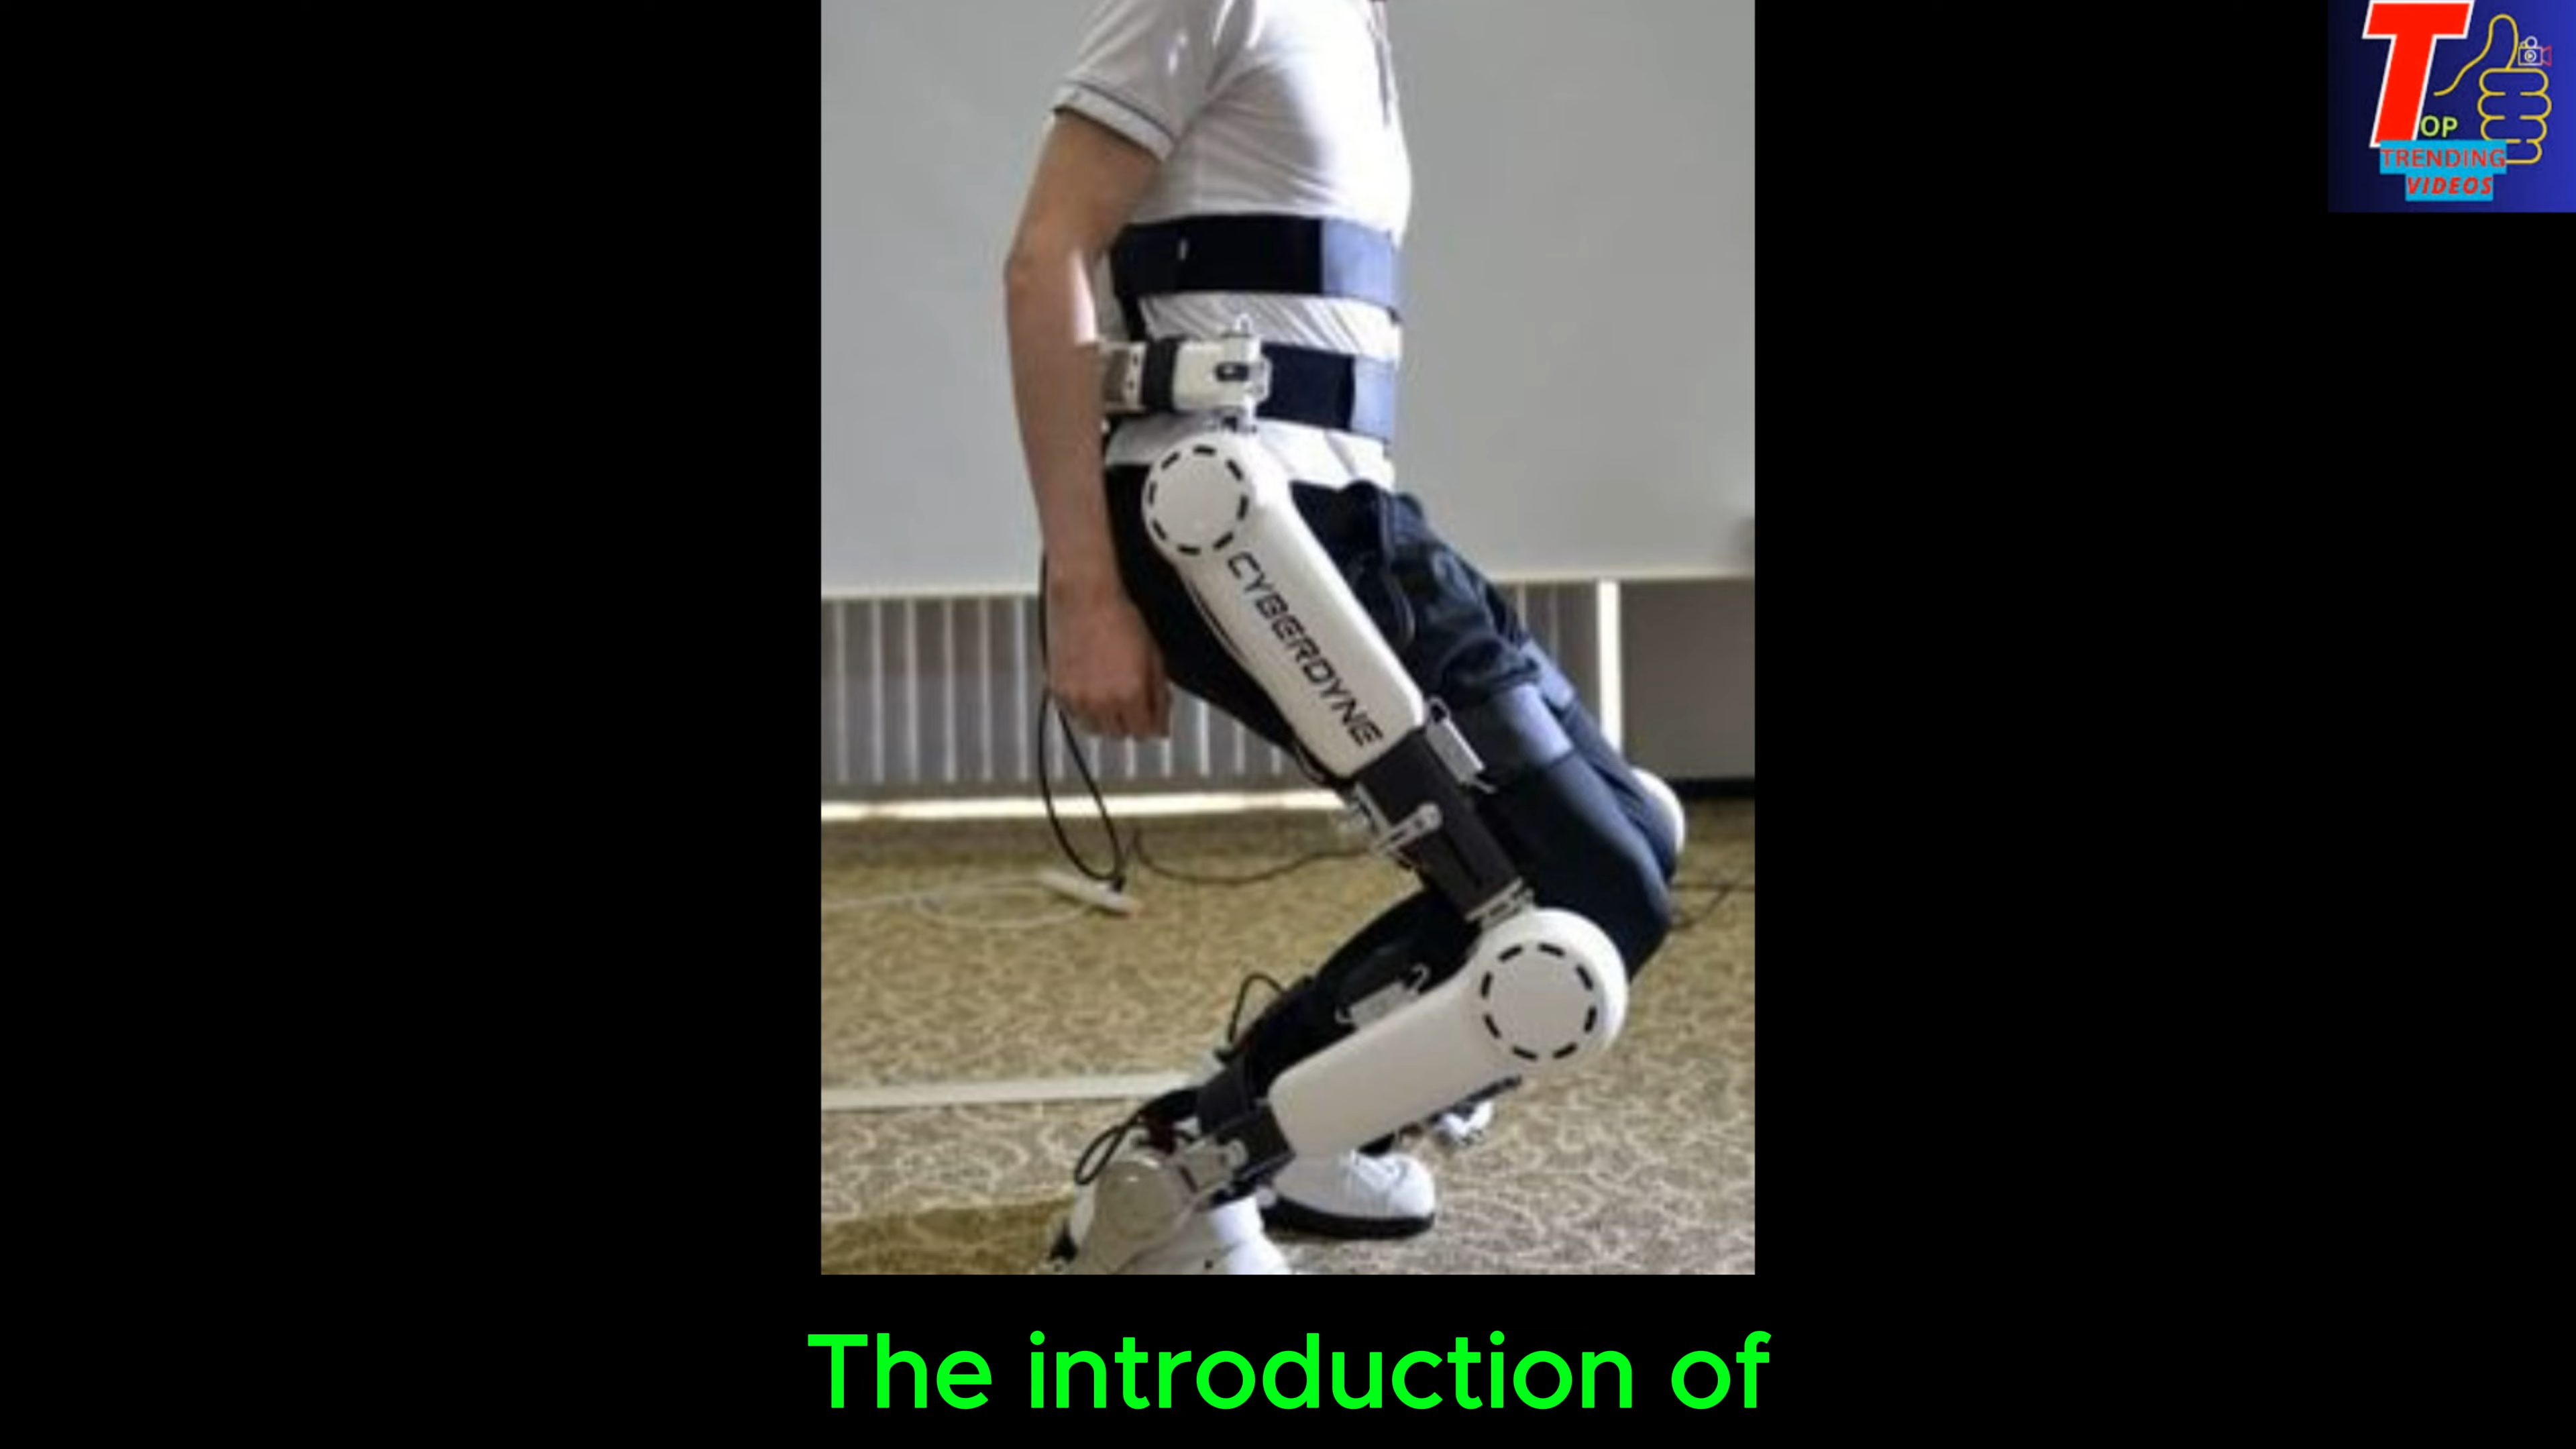 TOP
TRENDING
VIDEOS
CYBERDYNE
The introduction of